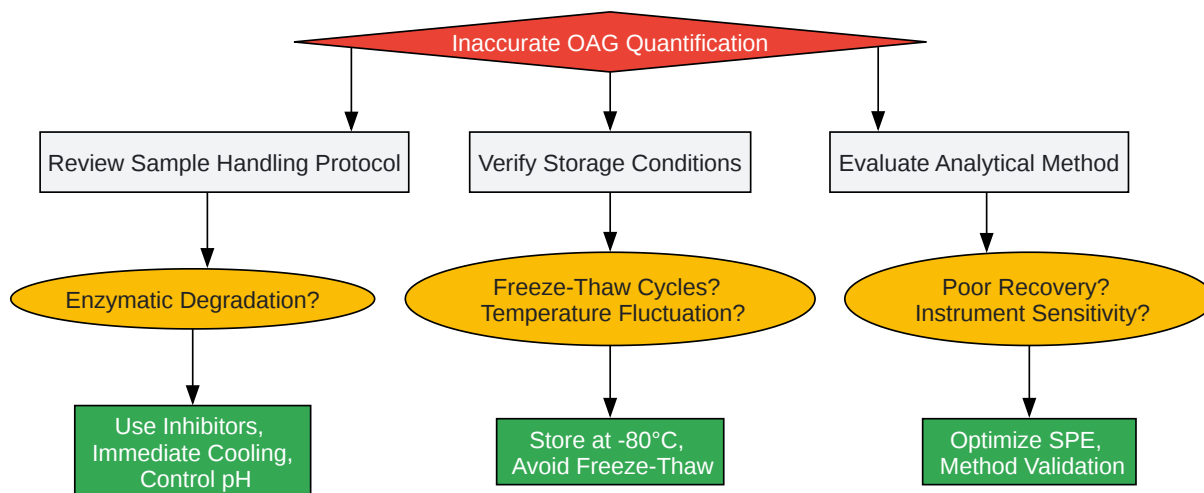 Inaccurate OAG Quantification
Review Sample Handling Protocol
Verify Storage Conditions
Evaluate Analytical Method
Enzymatic Degradation?
Freeze-Thaw Cycles?
Temperature Fluctuation?
Poor Recovery?
Instrument Sensitivity?
Use Inhibitors,
Immediate Cooling,
Control pH
Store at -80°C,
Avoid Freeze-Thaw
Optimize SPE,
Method Validation